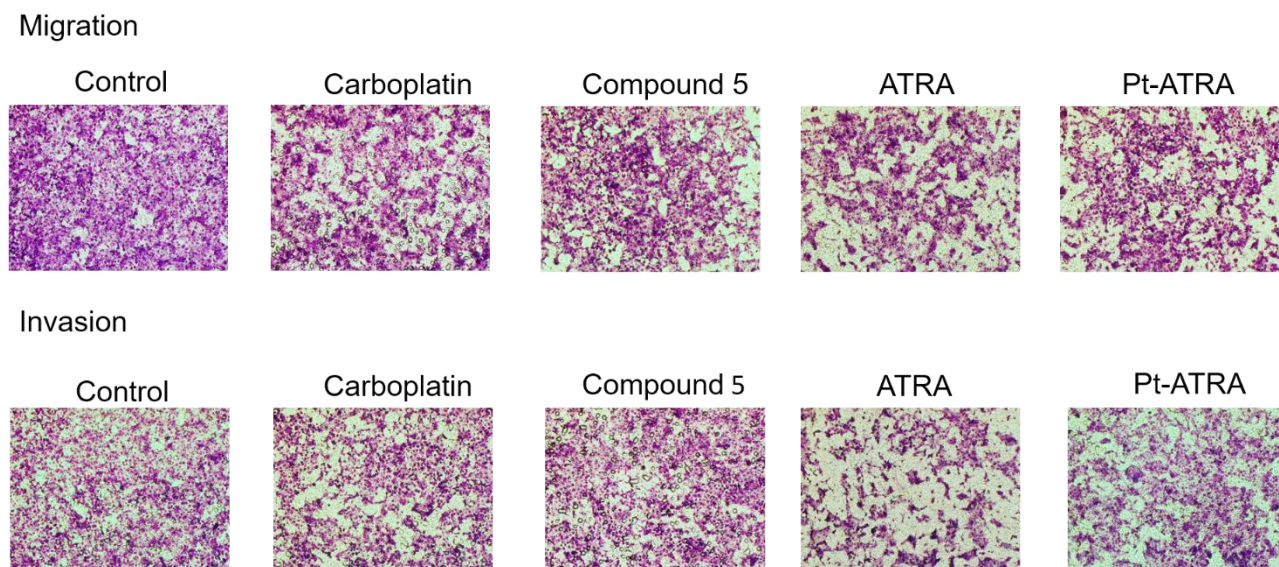 Migration
Control Carboplatin Compound 5 ATRA Pt-ATRA
Invasion
Control Carboplatin Compound 5 ATRA Pt-ATRA